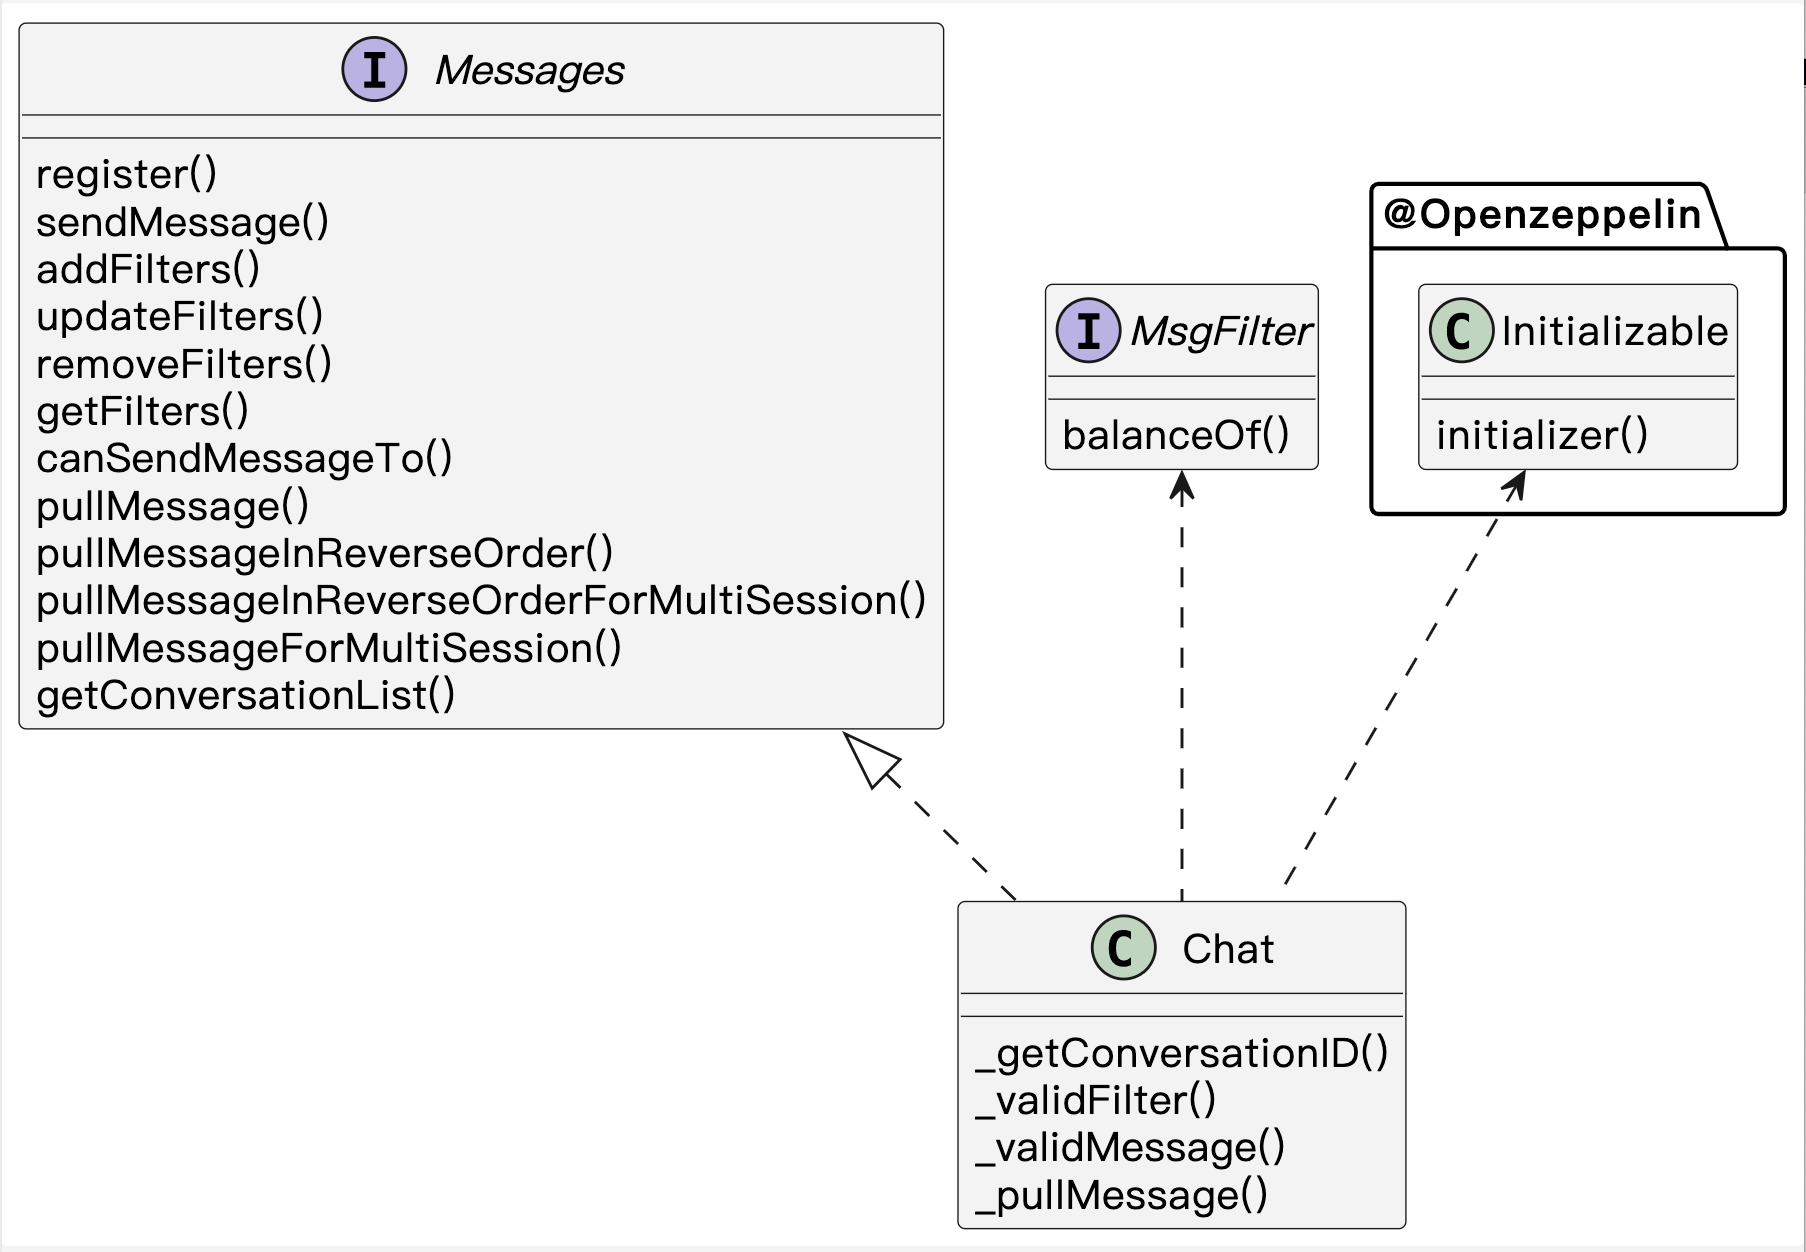 I Messages
register()
sendMessage()
addFilters()
updateFilters()
removeFilters()
getFilters()
canSendMessageTo()
pullMessage()
pullMessageInReverseOrder()
pullMessageInReverseOrderForMultiSession()
pullMessageForMultiSession()
getConversationList()
I MsgFilter
balanceOf()
@Openzeppelin
C Initializable
initializer()
C Chat
_getConversationID()
_validFilter()
_validMessage()
_pullMessage()